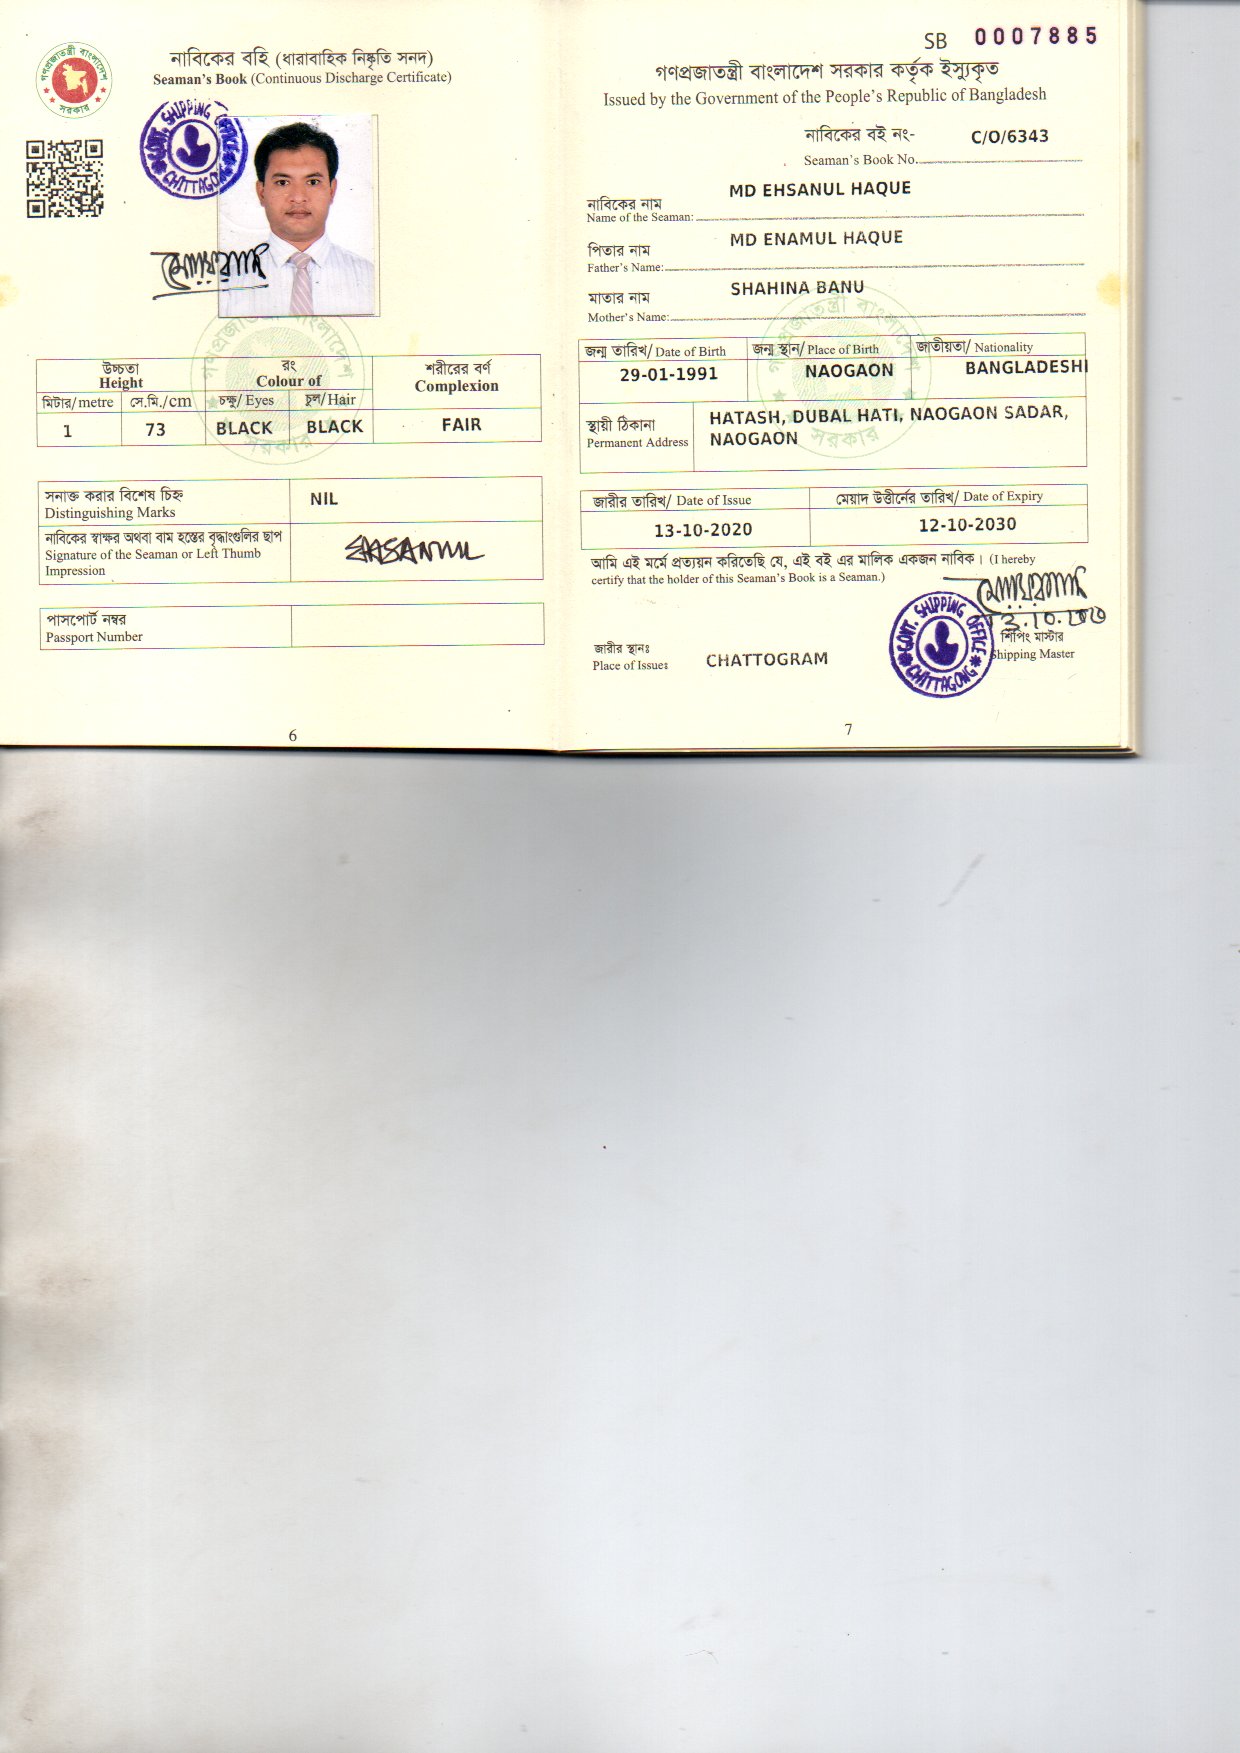 গণপ্রজাতন্ত্রী বাংলাদেশ
সরকার
নাবিকের বহি (ধারাবাহিক নিষ্কৃতি সনদ)
Seaman's Book (Continuous Discharge Certificate)
GOVT. SHIPPING OFFICE
CHITTAGONG
গণপ্রজাতন্ত্রী বাংলাদেশ
সরকার
উচ্চতা
Height
রং
Colour of
শরীরের বর্ণ
Complexion
মিটার/metre
সে.মি./cm
চক্ষু/ Eyes
চুল/Hair
1
73
BLACK
BLACK
FAIR
সনাক্ত করার বিশেষ চিহ্ন
Distinguishing Marks
NIL
নাবিকের স্বাক্ষর অথবা বাম হস্তের বৃদ্ধাংগুলির ছাপ
Signature of the Seaman or Left Thumb
Impression
EHSANUL
পাসপোর্ট নম্বর
Passport Number
6
SB 0007885
গণপ্রজাতন্ত্রী বাংলাদেশ সরকার কর্তৃক ইস্যুকৃত
Issued by the Government of the People's Republic of Bangladesh
নাবিকের বই নং-
Seaman's Book No.
C/O/6343
নাবিকের নাম
Name of the Seaman:
MD EHSANUL HAQUE
পিতার নাম
Father's Name:
MD ENAMUL HAQUE
মাতার নাম
Mother's Name:
SHAHINA BANU
গণপ্রজাতন্ত্রী বাংলাদেশ
সরকার
জন্ম তারিখ/ Date of Birth
জন্ম স্থান/ Place of Birth
জাতীয়তা/ Nationality
29-01-1991
NAOGAON
BANGLADESHI
স্থায়ী ঠিকানা
Permanent Address
HATASH, DUBAL HATI, NAOGAON SADAR,
NAOGAON
জারীর তারিখ/ Date of Issue
মেয়াদ উত্তীর্নের তারিখ/ Date of Expiry
13-10-2020
12-10-2030
আমি এই মর্মে প্রত্যয়ন করিতেছি যে, এই বই এর মালিক একজন নাবিক। (I hereby
certify that the holder of this Seaman's Book is a Seaman.)
GOVT. SHIPPING OFFICE
CHITTAGONG
শিপিং মাস্টার
Shipping Master
জারীর স্থানঃ
Place of Issueঃ
CHATTOGRAM
7